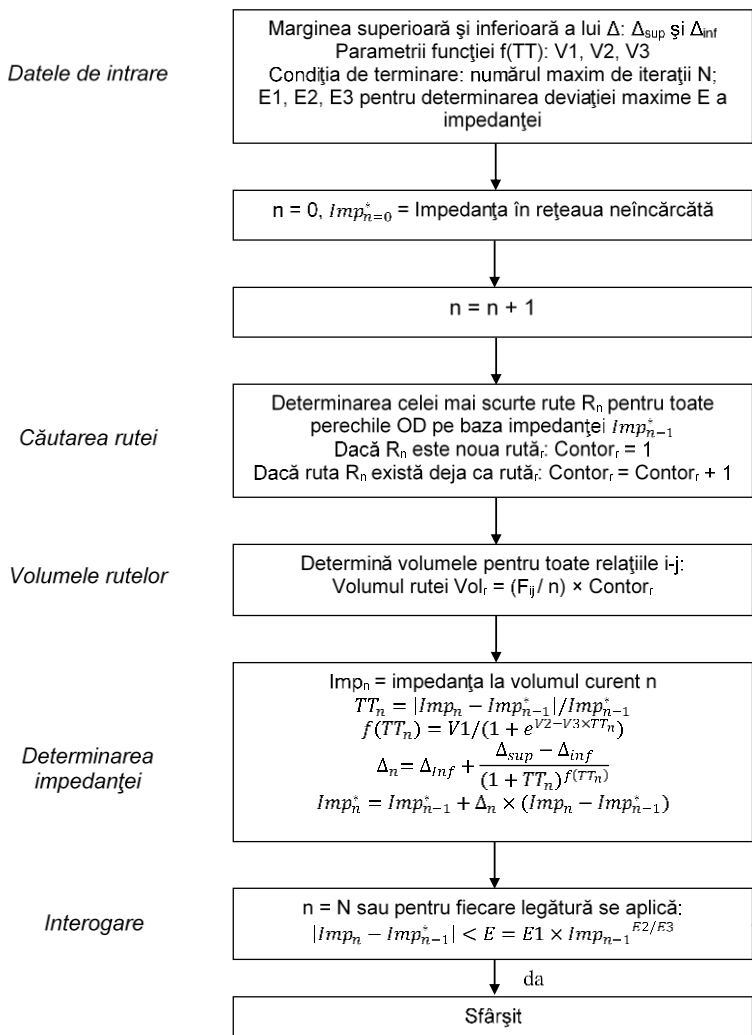 Datele de intrare
Marginea superioară şi inferioară a lui Δ: Δsup şi Δinf
Parametrii funcţiei f(TT): V1, V2, V3
Condiţia de terminare: numărul maxim de iteraţii N;
E1, E2, E3 pentru determinarea deviaţiei maxime E a
impedanţei
n = 0, Imp*n=0 = Impedanţa în reţeaua neîncărcată
n = n + 1
Căutarea rutei
Determinarea celei mai scurte rute Rn pentru toate
perechile OD pe baza impedanţei Imp*n−1
Dacă Rn este noua rutăr: Contorr = 1
Dacă ruta Rn există deja ca rutăr: Contorr = Contorr + 1
Volumele rutelor
Determină volumele pentru toate relaţiile i-j:
Volumul rutei Volr = (Fij / n) × Contorr
Determinarea
impedanţei
Impn = impedanţa la volumul curent n
TTn = |Impn − Imp*n−1|/Imp*n−1
f(TTn) = V1/(1 + e^V2−V3×TTn)
Δn = ΔInf + (Δsup − Δinf)/(1 + TTn)^f(TTn)
Imp*n = Imp*n−1 + Δn × (Impn − Imp*n−1)
Interogare
n = N sau pentru fiecare legătură se aplică:
|Impn − Imp*n−1| < E = E1 × Impn−1^E2/E3
da
Sfârşit